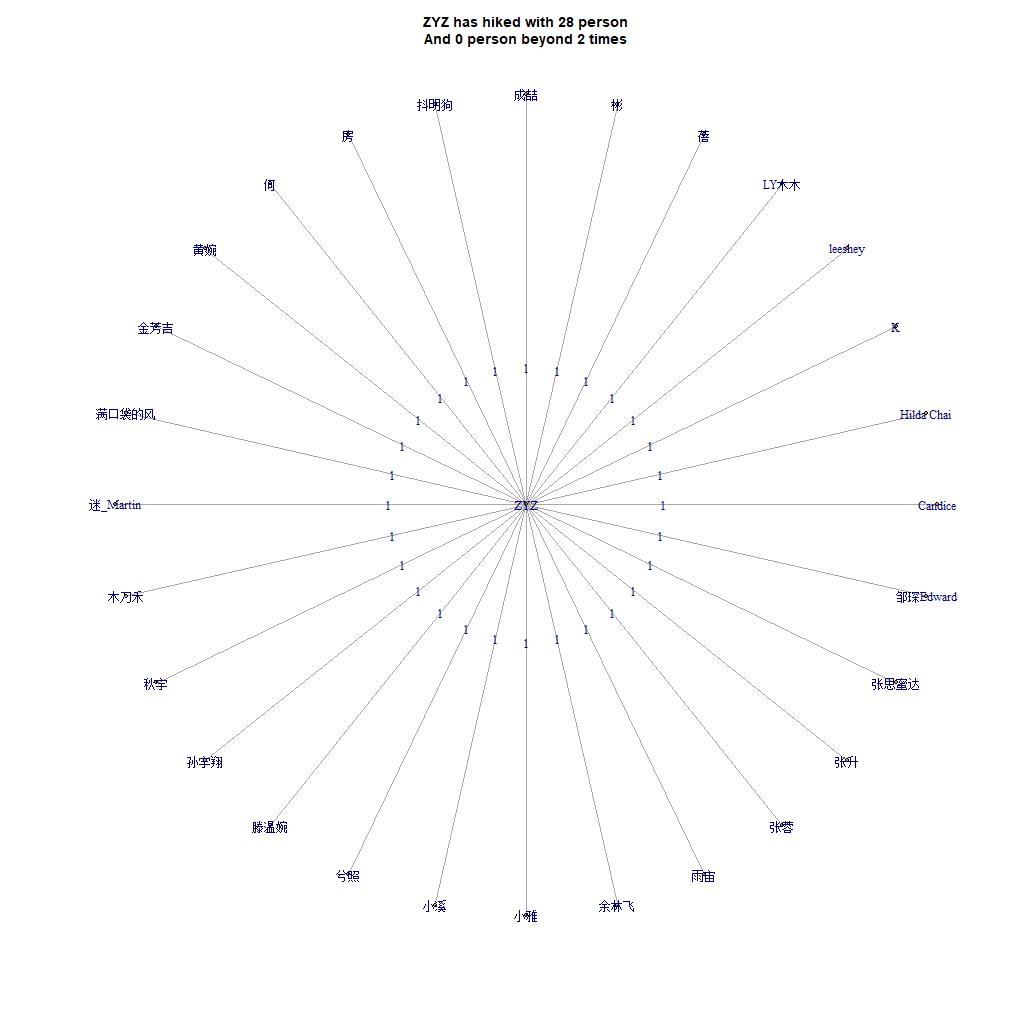 ZYZ has hiked with 28 person
And 0 person beyond 2 times
成喆
抖明狗
彬
房
蓓
何
LY木木
黄婉
leeshey
金芳吉
K
满口袋的风
Hilda Chai
1
1
1
1
1
1
1
1
1
1
1
1
1
迷_Martin
1
ZYZ
1
Candice
1
1
1
1
1
1
1
1
1
1
1
1
1
木乃禾
邹琛Edward
秋宇
张思蜜达
孙宇翔
张升
滕温婉
张蓉
兮照
雨宙
小溪
余林飞
小雅